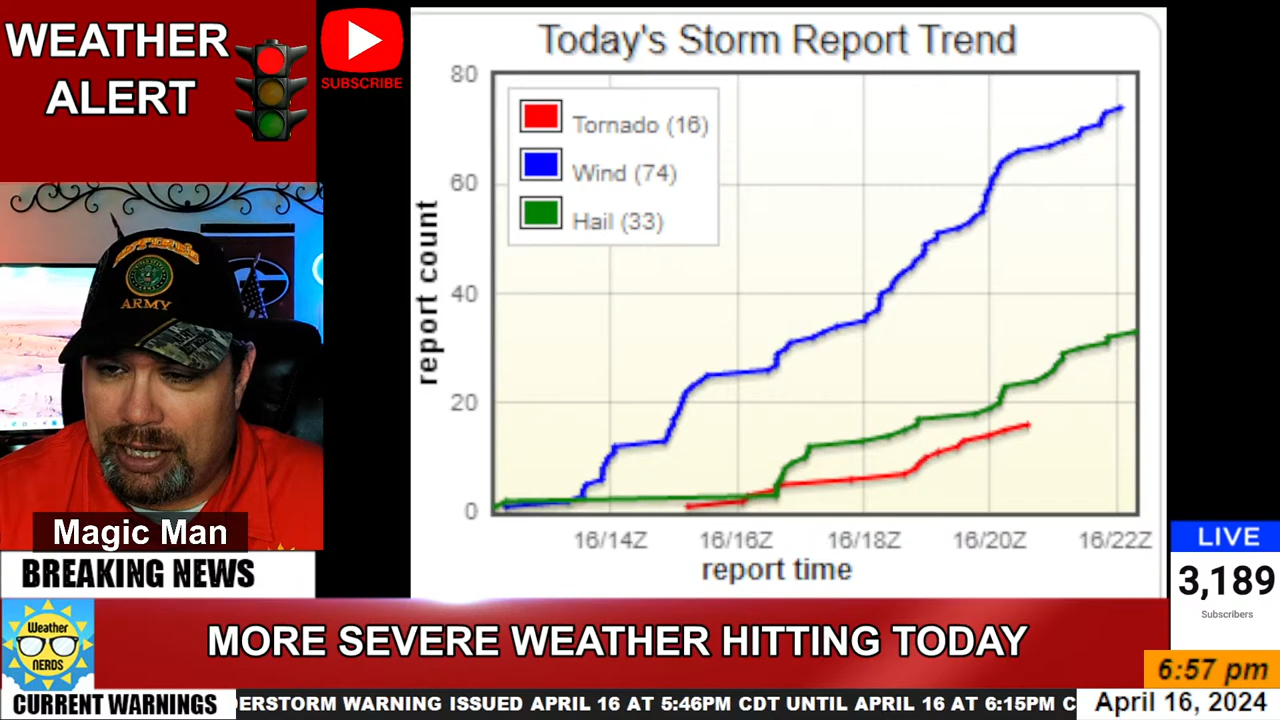 WEATHER
ALERT
SUBSCRIBE
Today's Storm Report Trend
80
60
40
20
0
report count
Tornado (16)
Wind (74)
Hail (33)
16/14Z 16/16Z 16/18Z 16/20Z 16/22Z
report time
ARMY
Magic Man
BREAKING NEWS
LIVE
3,189
Subscribers
Weather
NERDS
MORE SEVERE WEATHER HITTING TODAY
6:57 pm
CURRENT WARNINGS
DERSTORM WARNING ISSUED APRIL 16 AT 5:46PM CDT UNTIL APRIL 16 AT 6:15PM C
April 16, 2024